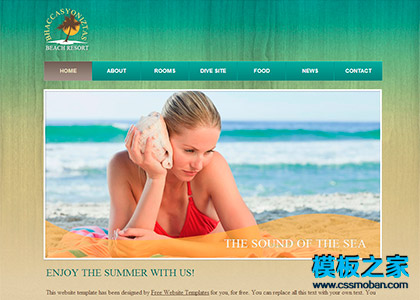 BHACCASYONIZTAS
BEACH RESORT
HOME ABOUT ROOMS DIVE SITE FOOD NEWS CONTACT
THE SOUND OF THE SEA
ENJOY THE SUMMER WITH US!
This website template has been designed by Free Website Templates for you, for free. You can replace all this text with your own text. You
模板之家
www.cssmoban.com